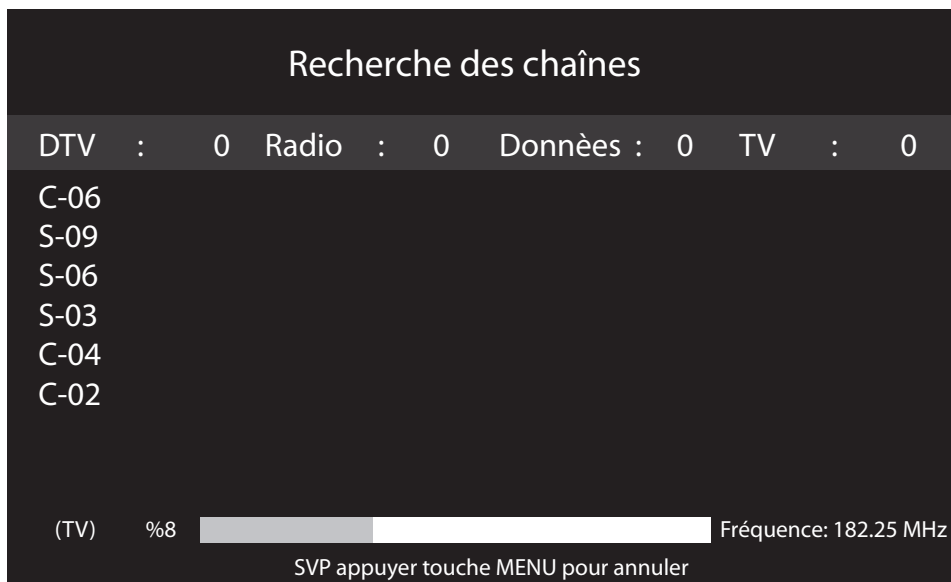 Recherche des chaînes
DTV : 0 Radio : 0 Donnèes : 0 TV : 0
C-06
S-09
S-06
S-03
C-04
C-02
(TV) %8 Fréquence: 182.25 MHz
SVP appuyer touche MENU pour annuler